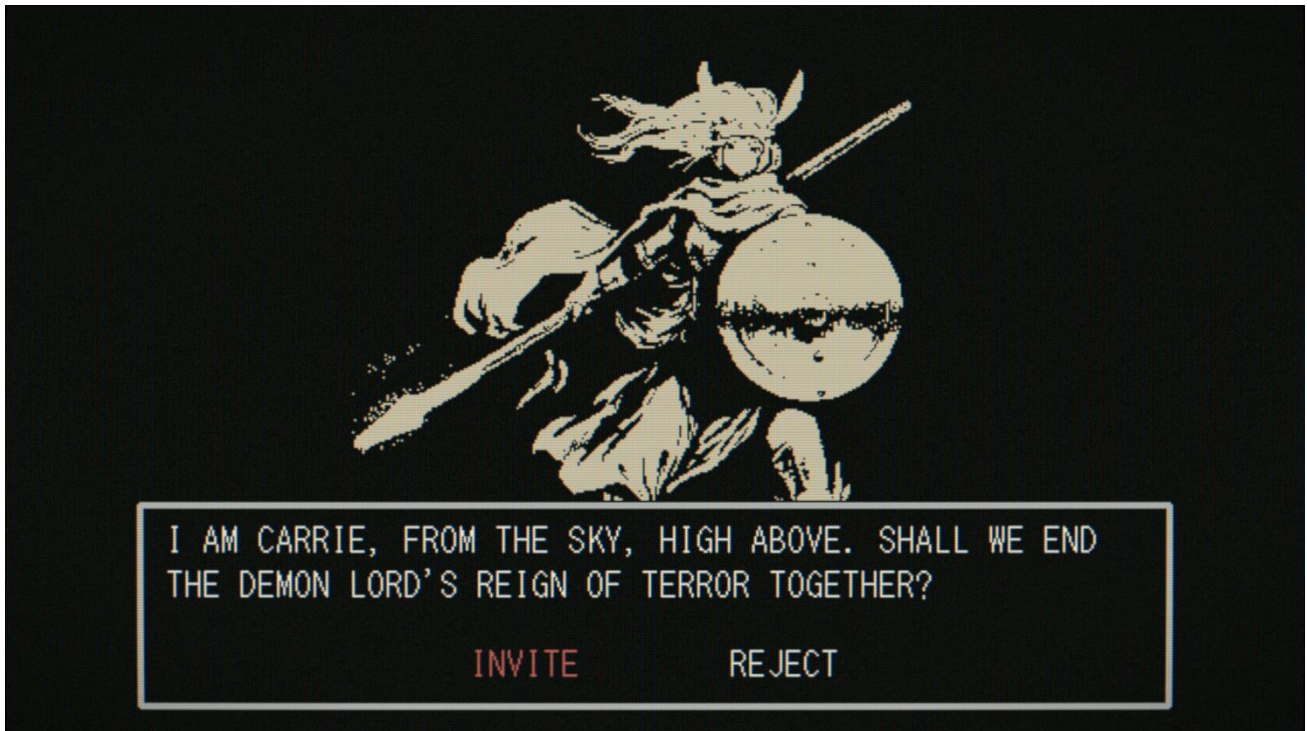 I AM CARRIE, FROM THE SKY, HIGH ABOVE. SHALL WE END
THE DEMON LORD'S REIGN OF TERROR TOGETHER?
INVITE REJECT